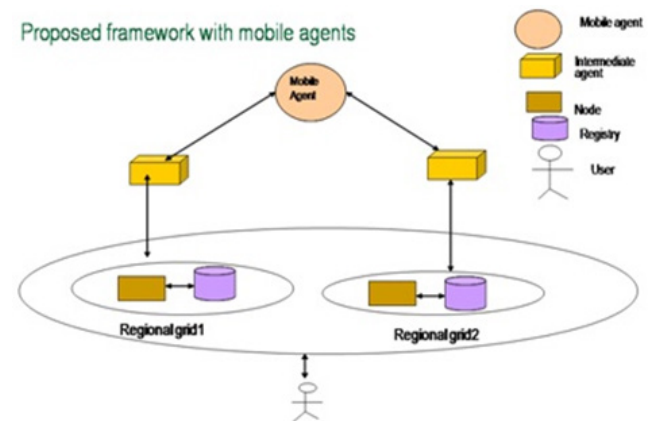 Proposed framework with mobile agents
Mobile agent
Intermediate
agent
Node
Registry
User
Mobile
Agent
Regional grid1
Regional grid2